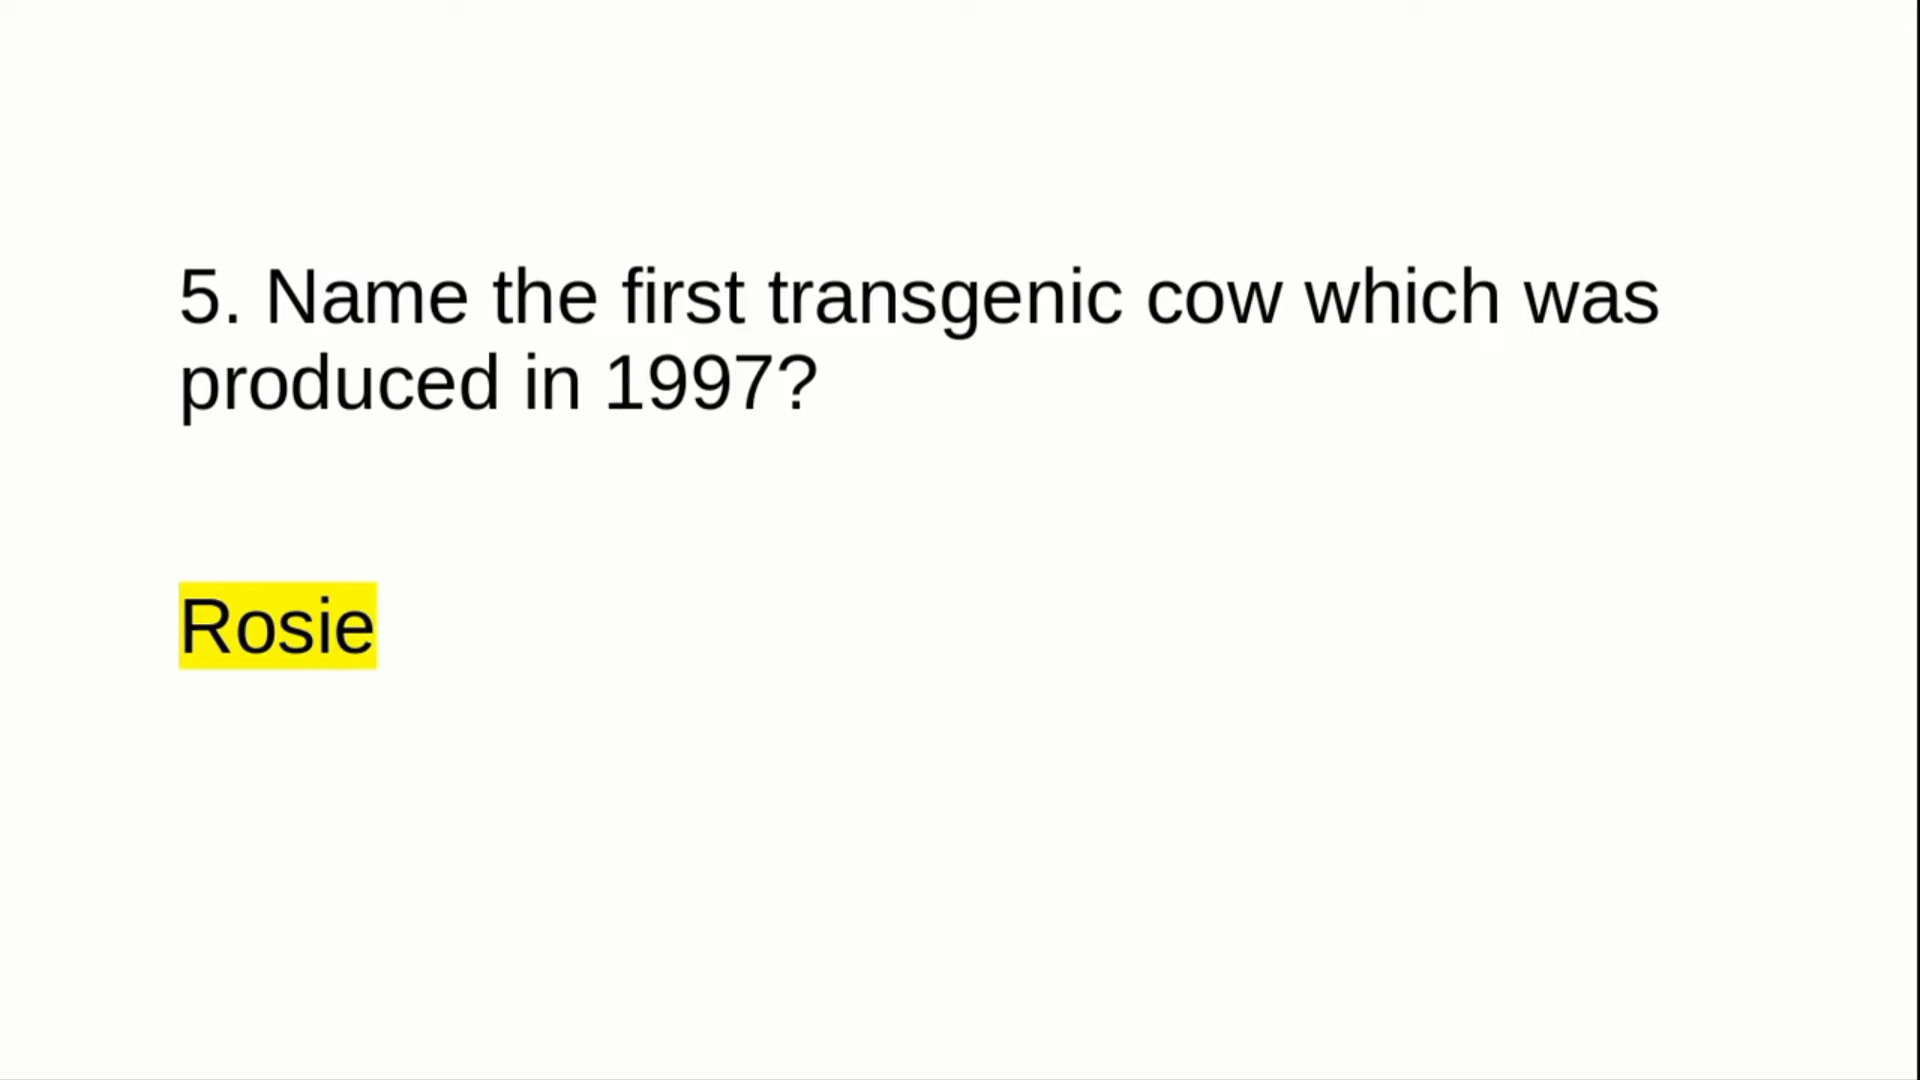 5. Name the first transgenic cow which was
produced in 1997?
Rosie